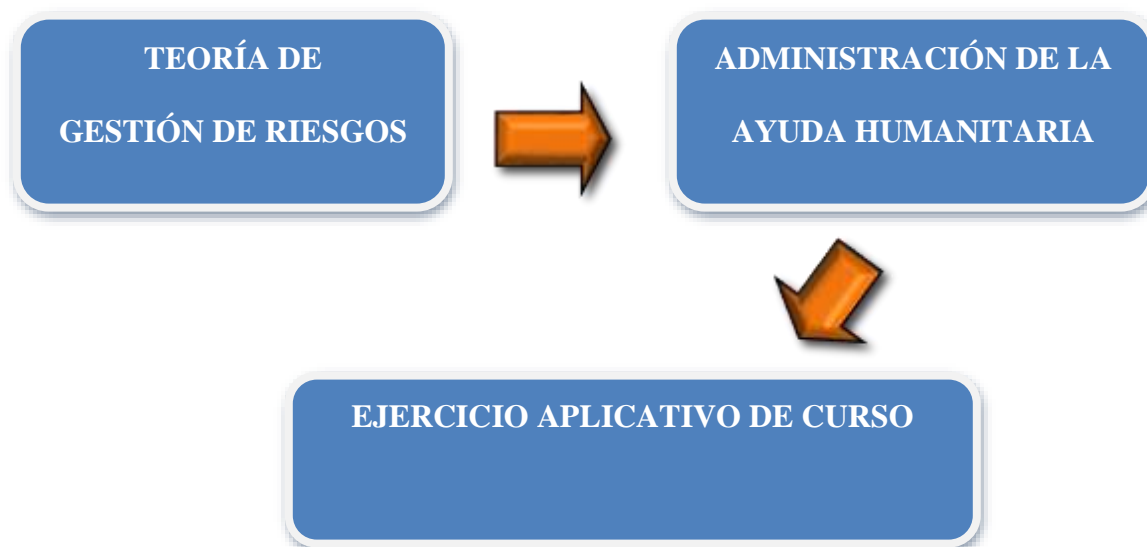 TEORÍA DE
GESTIÓN DE RIESGOS
ADMINISTRACIÓN DE LA
AYUDA HUMANITARIA
EJERCICIO APLICATIVO DE CURSO